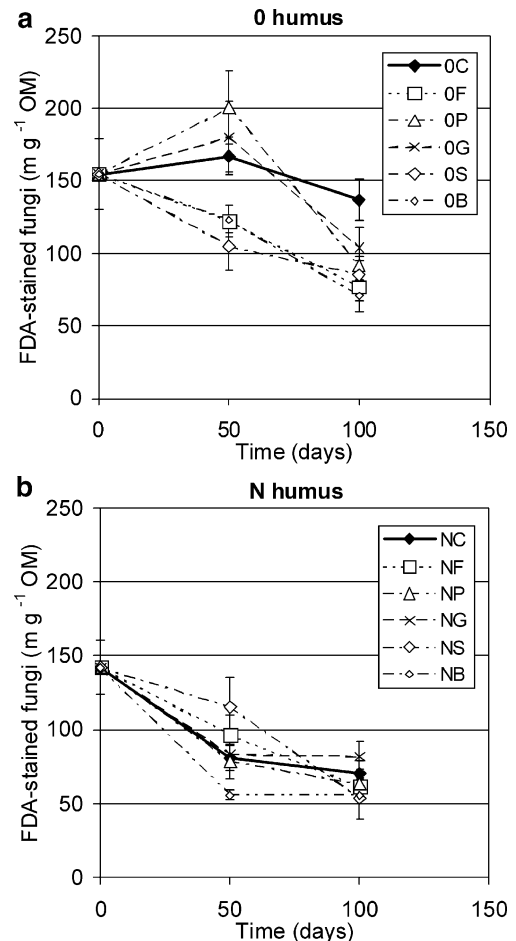 a
0 humus
250
200
150
100
50
0
FDA-stained fungi (m g -1 OM)
0C
0F
0P
0G
0S
0B
0 50 100 150
Time (days)
b
N humus
250
200
150
100
50
0
FDA-stained fungi (m g -1 OM)
NC
NF
NP
NG
NS
NB
0 50 100 150
Time (days)